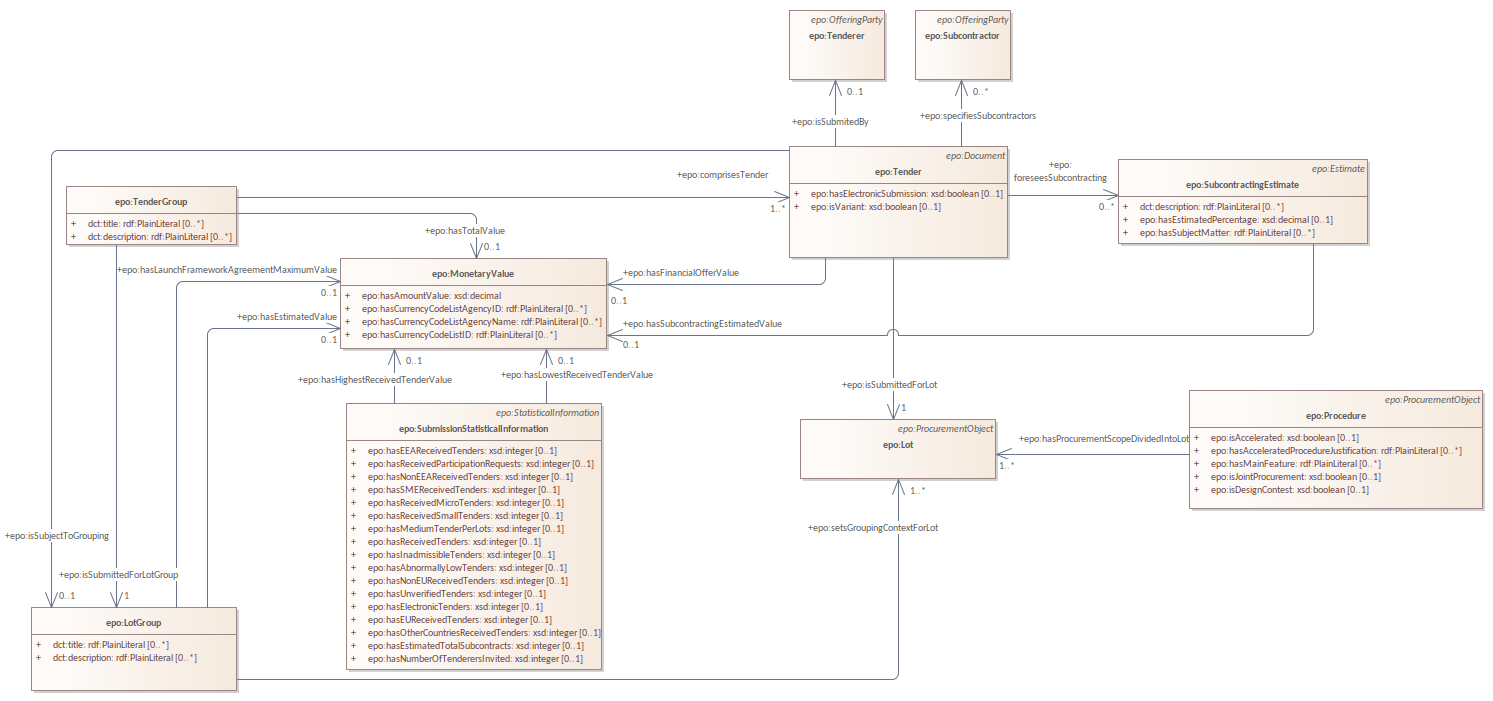 epo:OfferingParty
epo:Tenderer
epo:OfferingParty
epo:Subcontractor
0..1
0..*
+epo:isSubmitedBy
+epo:specifiesSubcontractors
epo:Document
epo:Tender
+ epo:hasElectronicSubmission: xsd:boolean [0..1]
+ epo:isVariant: xsd:boolean [0..1]
+epo:
foreseesSubcontracting
0..*
epo:Estimate
epo:SubcontractingEstimate
+ dct:description: rdf:PlainLiteral [0..*]
+ epo:hasEstimatedPercentage: xsd:decimal [0..1]
+ epo:hasSubjectMatter: rdf:PlainLiteral [0..*]
+epo:comprisesTender
1..*
epo:TenderGroup
+ dct:title: rdf:PlainLiteral [0..*]
+ dct:description: rdf:PlainLiteral [0..*]
+epo:hasTotalValue
0..1
+epo:hasLaunchFrameworkAgreementMaximumValue
0..1
+epo:hasEstimatedValue
0..1
epo:MonetaryValue
+ epo:hasAmountValue: xsd:decimal
+ epo:hasCurrencyCodeListAgencyID: rdf:PlainLiteral [0..*]
+ epo:hasCurrencyCodeListAgencyName: rdf:PlainLiteral [0..*]
+ epo:hasCurrencyCodeListID: rdf:PlainLiteral [0..*]
+epo:hasFinancialOfferValue
0..1
+epo:hasSubcontractingEstimatedValue
0..1
0..1
0..1
+epo:hasHighestReceivedTenderValue
+epo:hasLowestReceivedTenderValue
+epo:isSubmittedForLot
1
epo:StatisticalInformation
epo:SubmissionStatisticalInformation
+ epo:hasEEAReceivedTenders: xsd:integer [0..1]
+ epo:hasReceivedParticipationRequests: xsd:integer [0..1]
+ epo:hasNonEEAReceivedTenders: xsd:integer [0..1]
+ epo:hasSMEReceivedTenders: xsd:integer [0..1]
+ epo:hasReceivedMicroTenders: xsd:integer [0..1]
+ epo:hasReceivedSmallTenders: xsd:integer [0..1]
+ epo:hasMediumTenderPerLots: xsd:integer [0..1]
+ epo:hasReceivedTenders: xsd:integer [0..1]
+ epo:hasInadmissibleTenders: xsd:integer [0..1]
+ epo:hasAbnormallyLowTenders: xsd:integer [0..1]
+ epo:hasNonEUReceivedTenders: xsd:integer [0..1]
+ epo:hasUnverifiedTenders: xsd:integer [0..1]
+ epo:hasElectronicTenders: xsd:integer [0..1]
+ epo:hasEUReceivedTenders: xsd:integer [0..1]
+ epo:hasOtherCountriesReceivedTenders: xsd:integer [0..1]
+ epo:hasEstimatedTotalSubcontracts: xsd:integer [0..1]
+ epo:hasNumberOfTenderersInvited: xsd:integer [0..1]
epo:ProcurementObject
epo:Lot
+epo:hasProcurementScopeDividedIntoLot
1..*
epo:ProcurementObject
epo:Procedure
+ epo:isAccelerated: xsd:boolean [0..1]
+ epo:hasAcceleratedProcedureJustification: rdf:PlainLiteral [0..*]
+ epo:hasMainFeature: rdf:PlainLiteral [0..*]
+ epo:isJointProcurement: xsd:boolean [0..1]
+ epo:isDesignContest: xsd:boolean [0..1]
1..*
+epo:setsGroupingContextForLot
+epo:isSubjectToGrouping
+epo:isSubmittedForLotGroup
0..1
1
epo:LotGroup
+ dct:title: rdf:PlainLiteral [0..*]
+ dct:description: rdf:PlainLiteral [0..*]